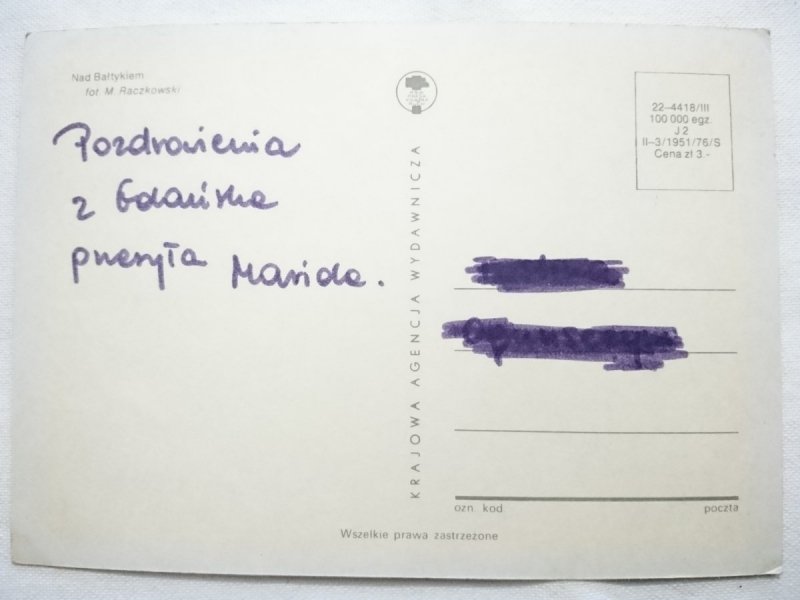 Nad Bałtykiem
fot. M. Raczkowski
Pozdrowienia
z Gdańska
przesyła
KRAJOWA AGENCJA WYDAWNICZA
22–4418/III
100 000 egz.
J 2
II–3/1951/76/S
Cena zł 3.-
ozn. kod.
poczta
Wszelkie prawa zastrzeżone